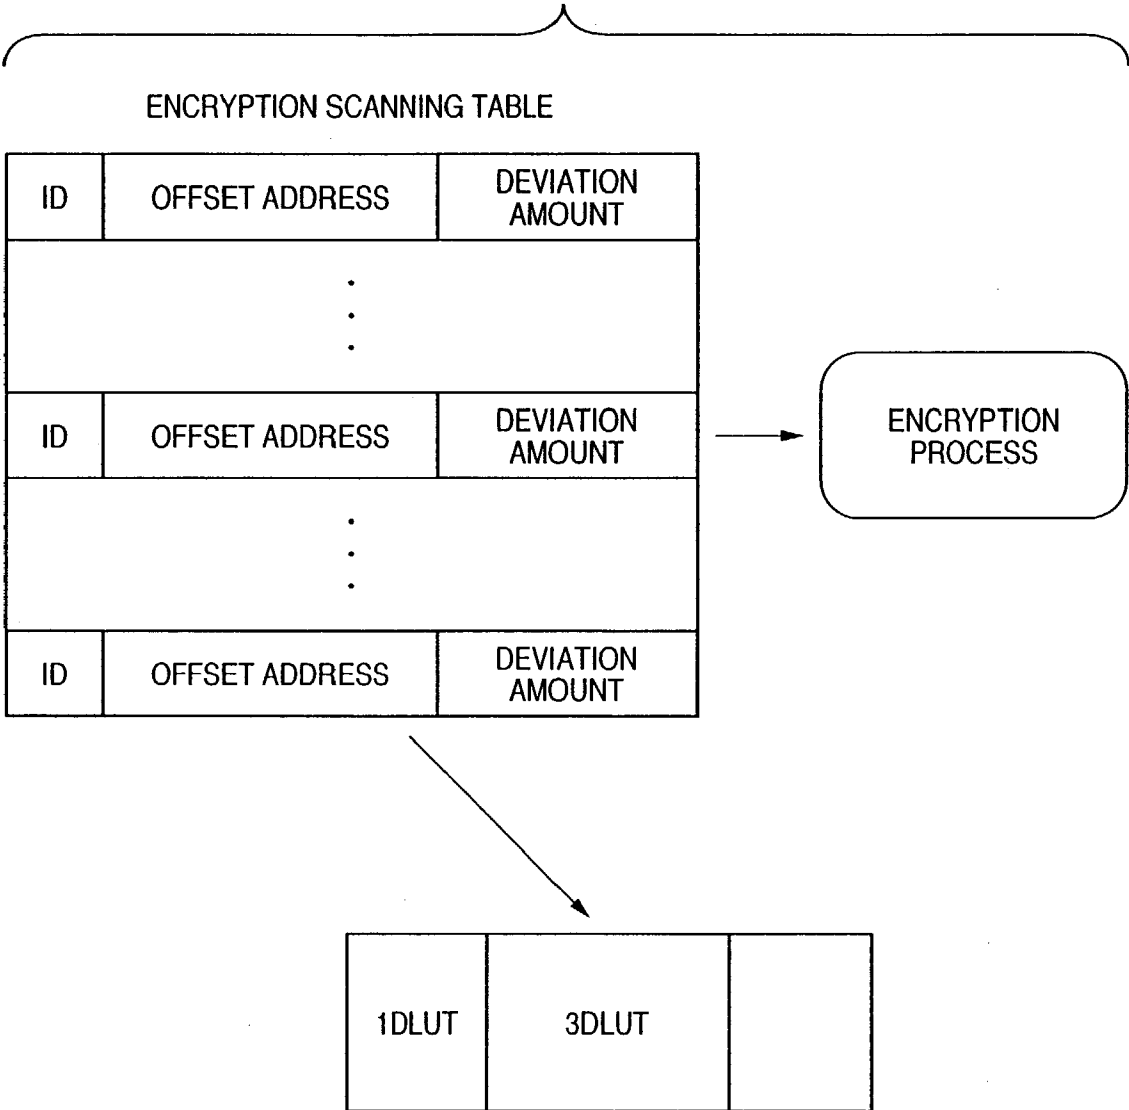 ENCRYPTION SCANNING TABLE
ID OFFSET ADDRESS DEVIATION AMOUNT
ID OFFSET ADDRESS DEVIATION AMOUNT
ENCRYPTION PROCESS
ID OFFSET ADDRESS DEVIATION AMOUNT
1DLUT 3DLUT